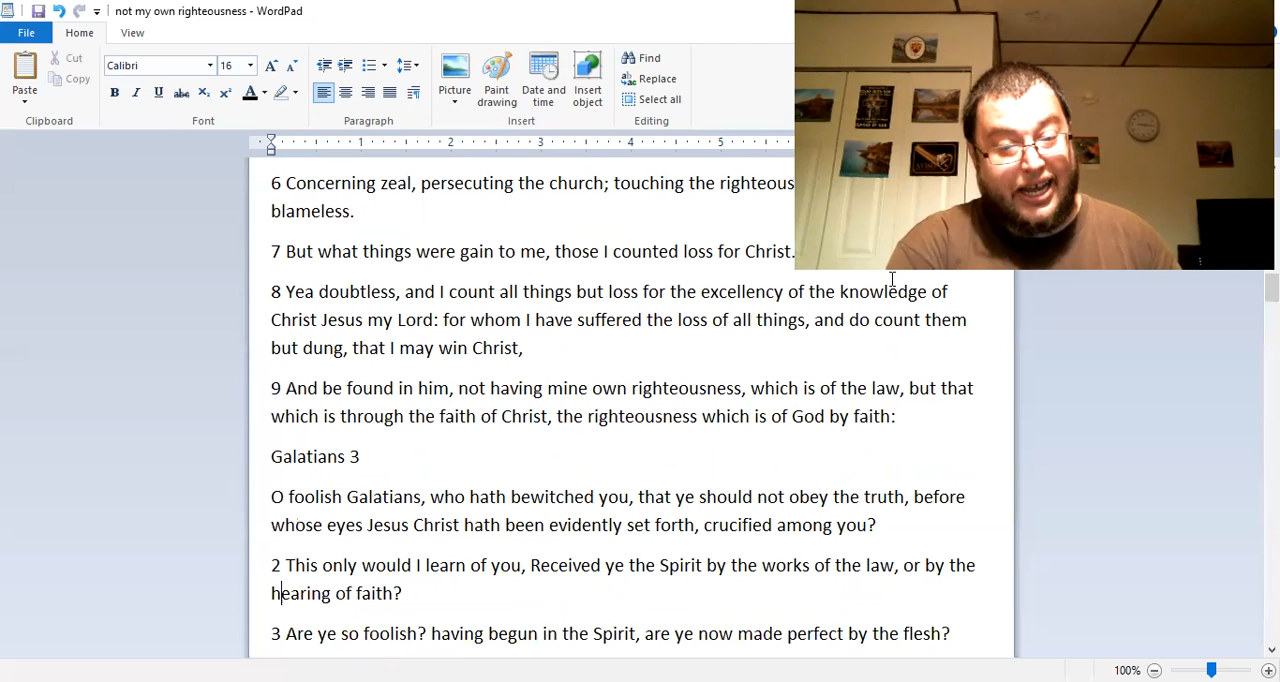 not my own righteousness - WordPad
File
Home
View
Paste
Cut
Copy
Clipboard
Calibri
16
B I U abc X₂ X² A
Font
Paragraph
Picture
Paint
drawing
Date and
time
Insert
object
Insert
Find
Replace
Select all
Editing
1 2 3 4 5
6 Concerning zeal, persecuting the church; touching the righteous
blameless.
7 But what things were gain to me, those I counted loss for Christ.
8 Yea doubtless, and I count all things but loss for the excellency of the knowledge of
Christ Jesus my Lord: for whom I have suffered the loss of all things, and do count them
but dung, that I may win Christ,
9 And be found in him, not having mine own righteousness, which is of the law, but that
which is through the faith of Christ, the righteousness which is of God by faith:
Galatians 3
O foolish Galatians, who hath bewitched you, that ye should not obey the truth, before
whose eyes Jesus Christ hath been evidently set forth, crucified among you?
2 This only would I learn of you, Received ye the Spirit by the works of the law, or by the
hearing of faith?
3 Are ye so foolish? having begun in the Spirit, are ye now made perfect by the flesh?
100%